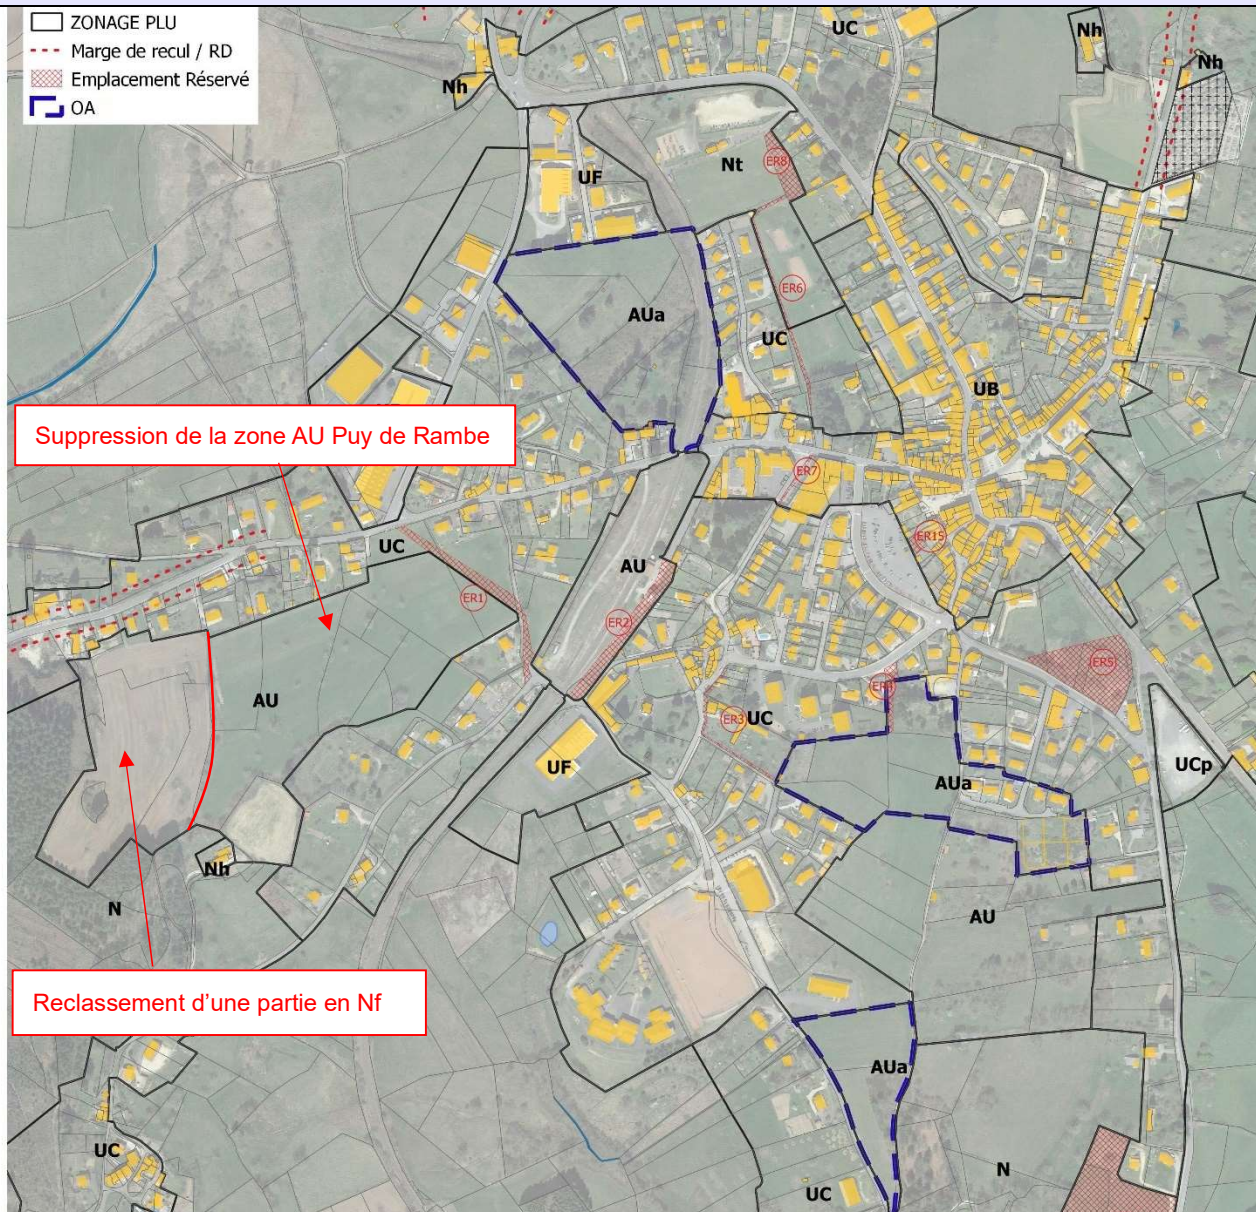 ZONAGE PLU
Marge de recul / RD
Emplacement Réservé
OA
UC
Nh
Nh
Nh
UF
Nt
ER8
ER6
AUa
UC
UB
Suppression de la zone AU Puy de Rambe
ER7
ER15
UC
AU
ER1
ER2
ER5
AU
ER4
ER3
UC
UF
UCp
AUa
Nh
N
AU
Reclassement d’une partie en Nf
AUa
UC
N
UC